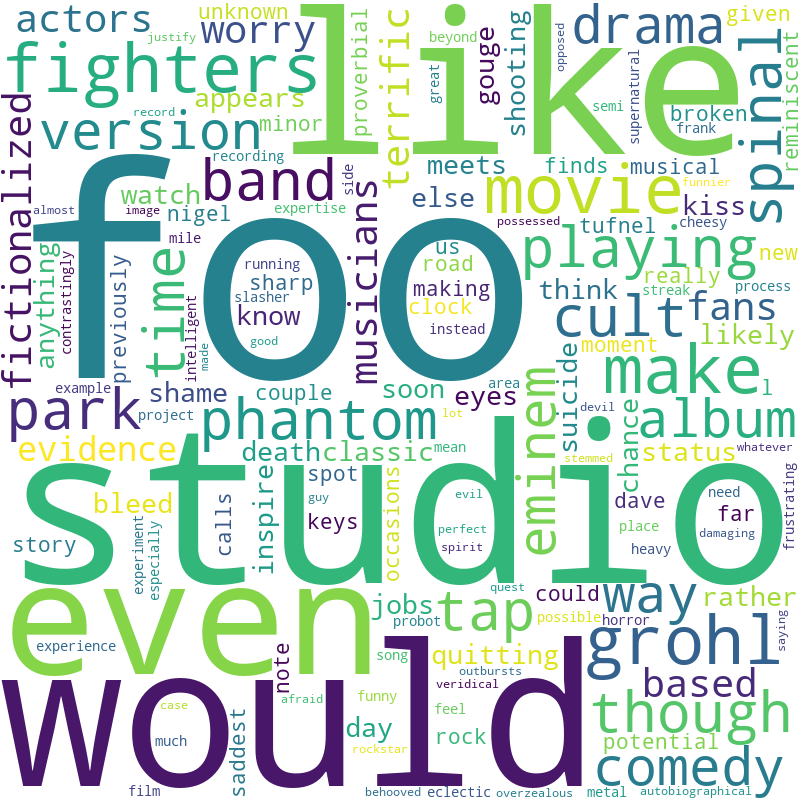 actors
unknown
justify
worry
fighters
appears
minor
proverbial
terrific
like
beyond
great
gouge
shooting
opposed
semi
drama
supernatural
given
spinal
reminiscent
broken
frank
version
recording
record
fictionalized
band
side
meets
finds
musical
movie
funnier
watch
expertise
else
possessed
kiss
cheesy
almost
image
nigel
mile
foo
musicians
us
tufnel
playing
new
anything
contrastingly
previously
time
intelligent
running
sharp
slasher
know
good
made
road
making
clock
instead
think
really
streak
process
cult
fans
likely
moment
example
project
shame
couple
soon
eyes
area
suicide
make
l
park
phantom
lot
mean
eminem
devil
album
chance
evidence
death
classic
stemmed
status
whatever
bleed
spot
guy
keys
evil
perfect
spirit
studio
dave
place
heavy
need
far
damaging
frustrating
story
experiment
especially
calls
inspire
occasions
quest
even
experience
jobs
probot
tap
could
possible
way
horror
rather
saying
song
note
quitting
outbursts
veridical
grohl
based
would
case
much
afraid
funny
feel
day
rock
rockstar
saddest
though
potential
comedy
film
behooved
eclectic
overzealous
metal
autobiographical